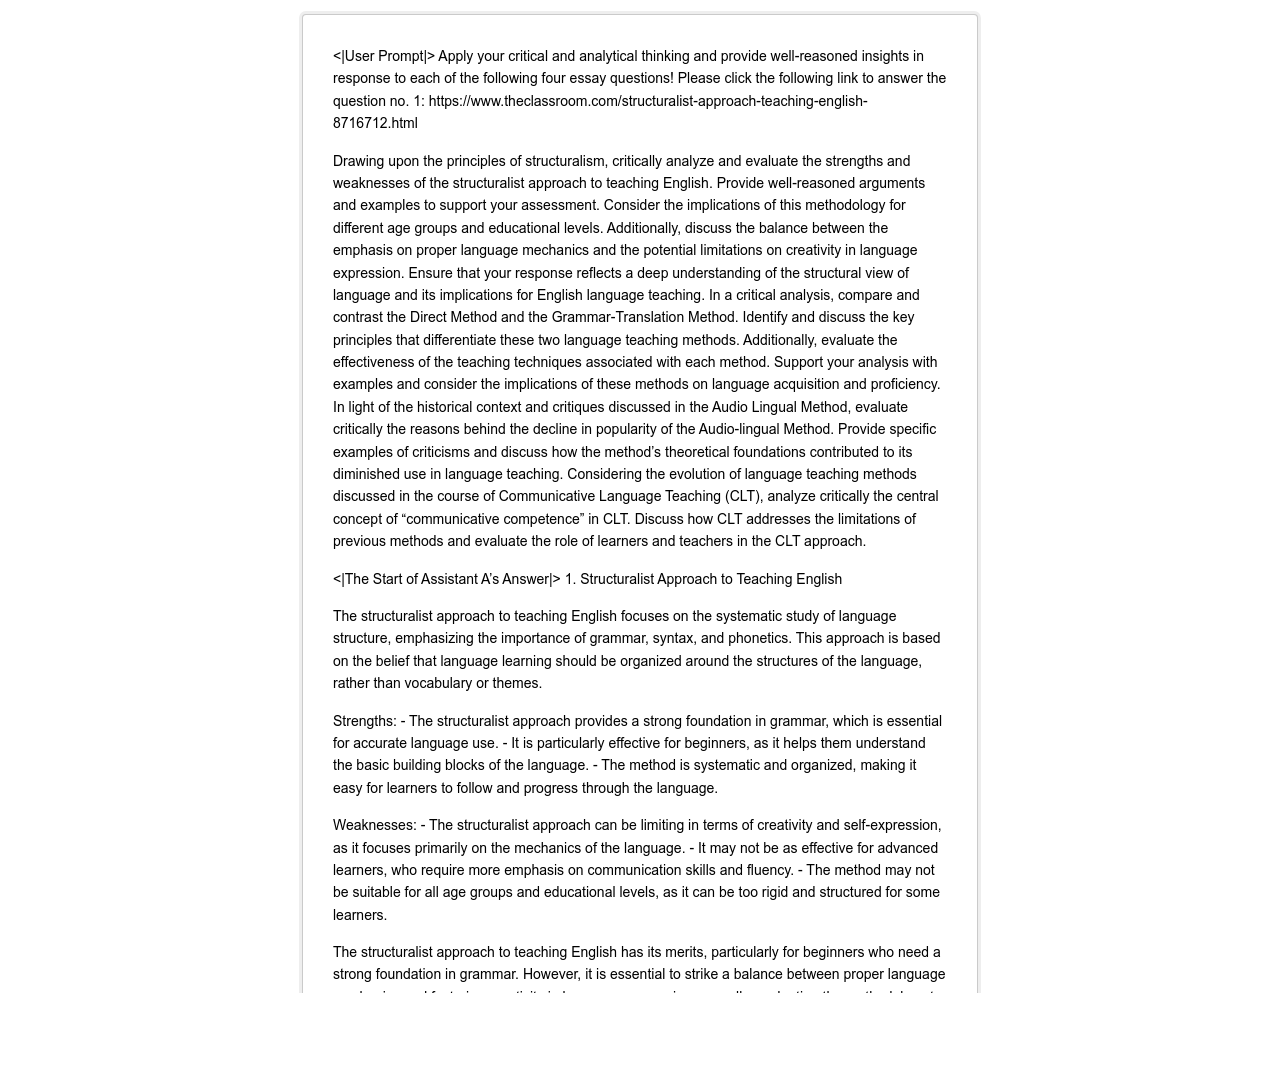 <|User Prompt|> Apply your critical and analytical thinking and provide well-reasoned insights in
response to each of the following four essay questions! Please click the following link to answer the
question no. 1: https://www.theclassroom.com/structuralist-approach-teaching-english-
8716712.html
Drawing upon the principles of structuralism, critically analyze and evaluate the strengths and
weaknesses of the structuralist approach to teaching English. Provide well-reasoned arguments
and examples to support your assessment. Consider the implications of this methodology for
different age groups and educational levels. Additionally, discuss the balance between the
emphasis on proper language mechanics and the potential limitations on creativity in language
expression. Ensure that your response reflects a deep understanding of the structural view of
language and its implications for English language teaching. In a critical analysis, compare and
contrast the Direct Method and the Grammar-Translation Method. Identify and discuss the key
principles that differentiate these two language teaching methods. Additionally, evaluate the
effectiveness of the teaching techniques associated with each method. Support your analysis with
examples and consider the implications of these methods on language acquisition and proficiency.
In light of the historical context and critiques discussed in the Audio Lingual Method, evaluate
critically the reasons behind the decline in popularity of the Audio-lingual Method. Provide specific
examples of criticisms and discuss how the method’s theoretical foundations contributed to its
diminished use in language teaching. Considering the evolution of language teaching methods
discussed in the course of Communicative Language Teaching (CLT), analyze critically the central
concept of “communicative competence” in CLT. Discuss how CLT addresses the limitations of
previous methods and evaluate the role of learners and teachers in the CLT approach.
<|The Start of Assistant A’s Answer|> 1. Structuralist Approach to Teaching English
The structuralist approach to teaching English focuses on the systematic study of language
structure, emphasizing the importance of grammar, syntax, and phonetics. This approach is based
on the belief that language learning should be organized around the structures of the language,
rather than vocabulary or themes.
Strengths: - The structuralist approach provides a strong foundation in grammar, which is essential
for accurate language use. - It is particularly effective for beginners, as it helps them understand
the basic building blocks of the language. - The method is systematic and organized, making it
easy for learners to follow and progress through the language.
Weaknesses: - The structuralist approach can be limiting in terms of creativity and self-expression,
as it focuses primarily on the mechanics of the language. - It may not be as effective for advanced
learners, who require more emphasis on communication skills and fluency. - The method may not
be suitable for all age groups and educational levels, as it can be too rigid and structured for some
learners.
The structuralist approach to teaching English has its merits, particularly for beginners who need a
strong foundation in grammar. However, it is essential to strike a balance between proper language